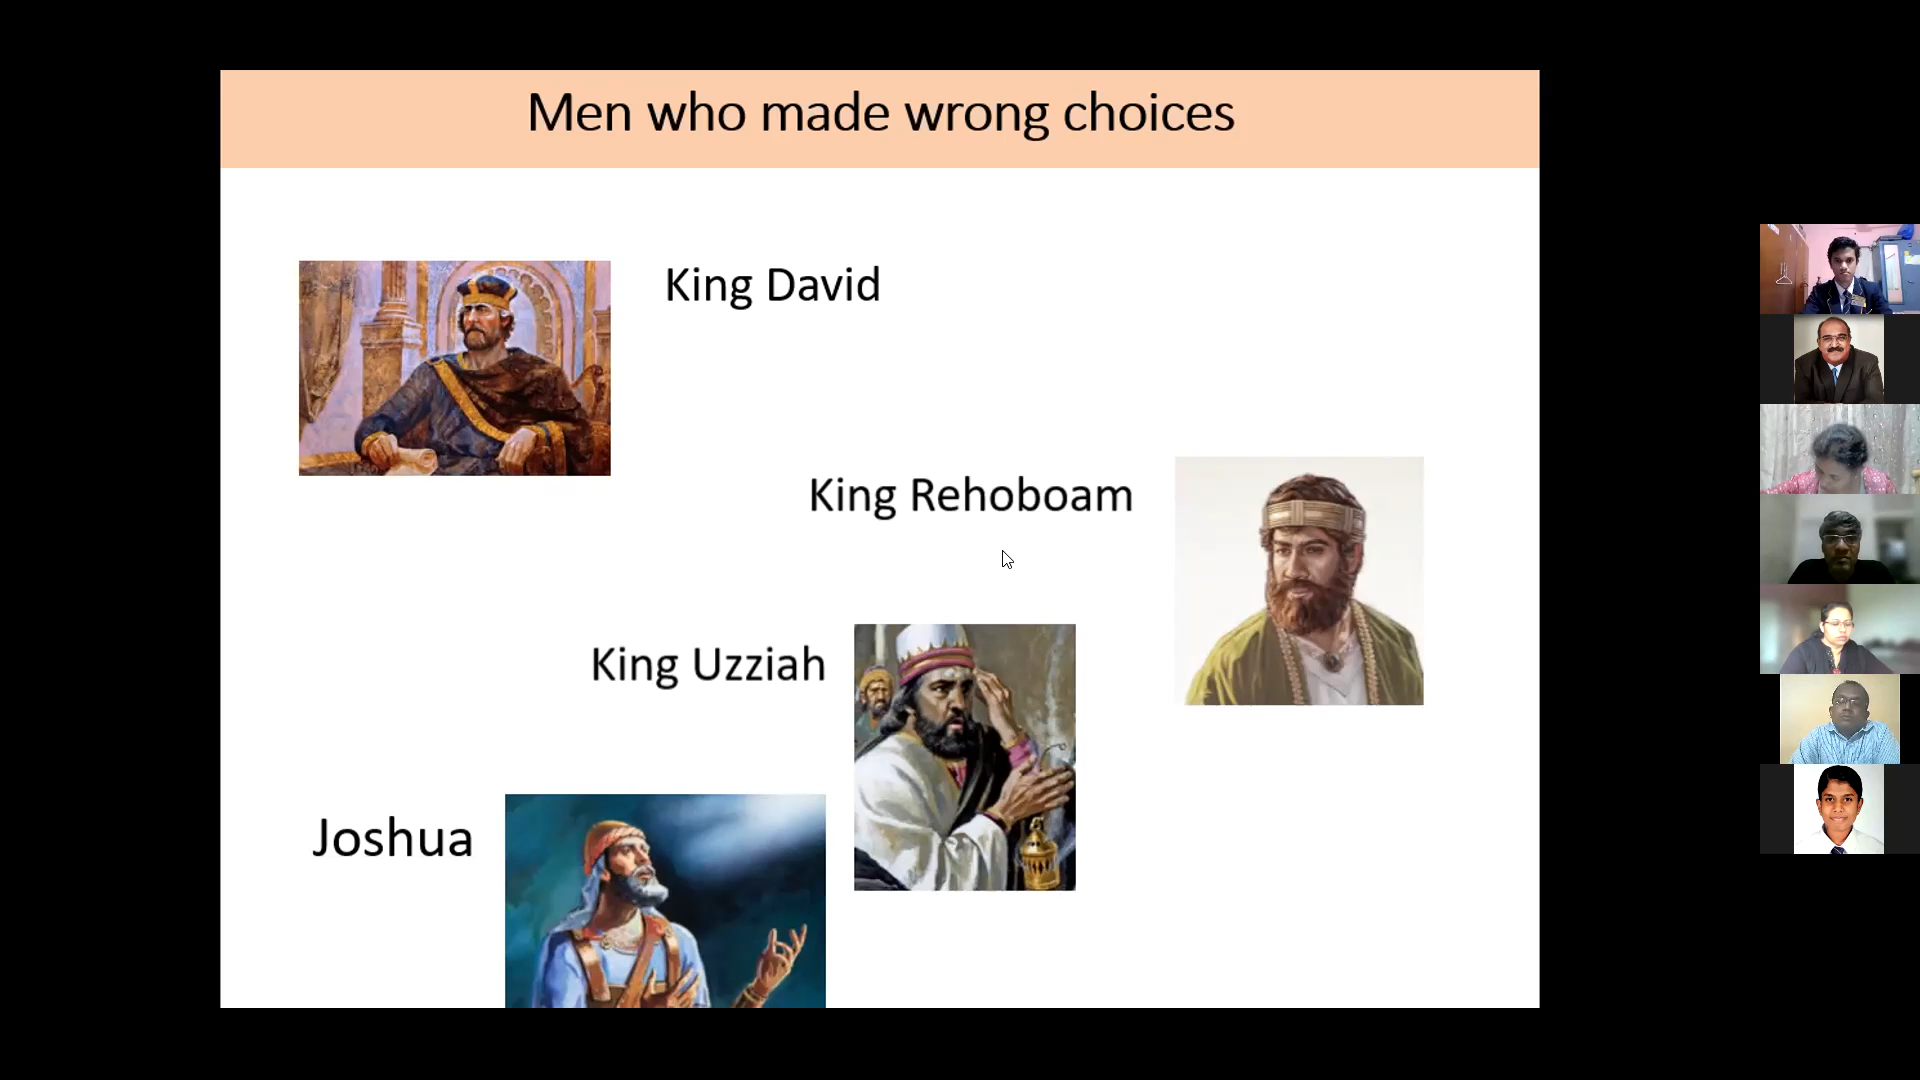 Men who made wrong choices
King David
King Rehoboam
King Uzziah
Joshua